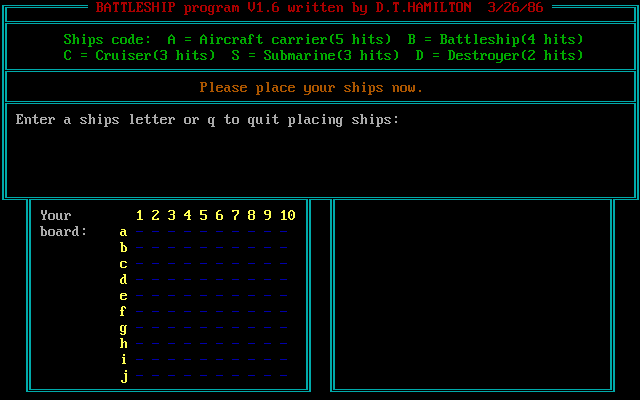 BATTLESHIP program V1.6 written by D.T.HAMILTON  3/26/86
Ships code:  A = Aircraft carrier(5 hits)  B = Battleship(4 hits)
C = Cruiser(3 hits)  S = Submarine(3 hits)  D = Destroyer(2 hits)
Please place your ships now.
Enter a ships letter or q to quit placing ships:
Your 1 2 3 4 5 6 7 8 9 10
board: a - - - - - - - - - -
b - - - - - - - - - -
c - - - - - - - - - -
d - - - - - - - - - -
e - - - - - - - - - -
f - - - - - - - - - -
g - - - - - - - - - -
h - - - - - - - - - -
i - - - - - - - - - -
j - - - - - - - - - -